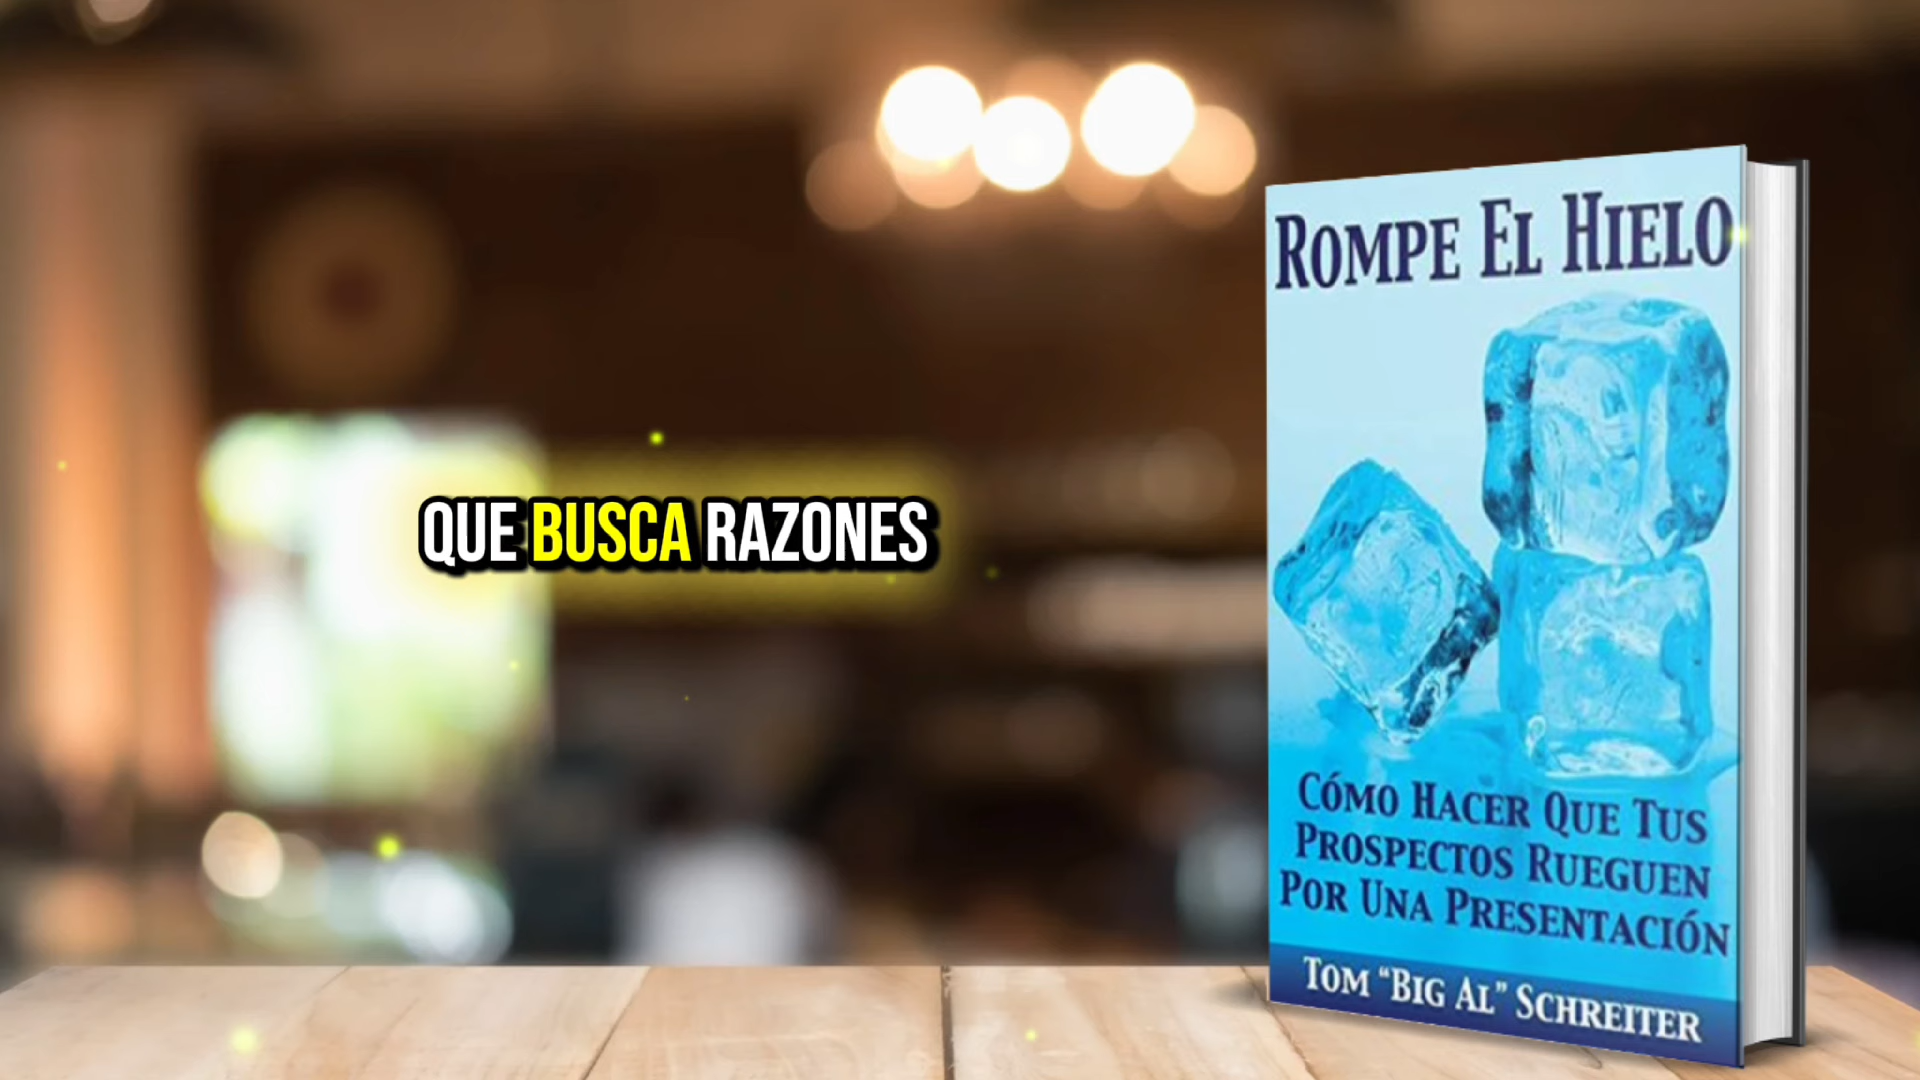 QUE BUSCA RAZONES
ROMPE EL HIELO
CÓMO HACER QUE TUS
PROSPECTOS RUEGUEN
POR UNA PRESENTACIÓN
TOM “BIG AL” SCHREITER